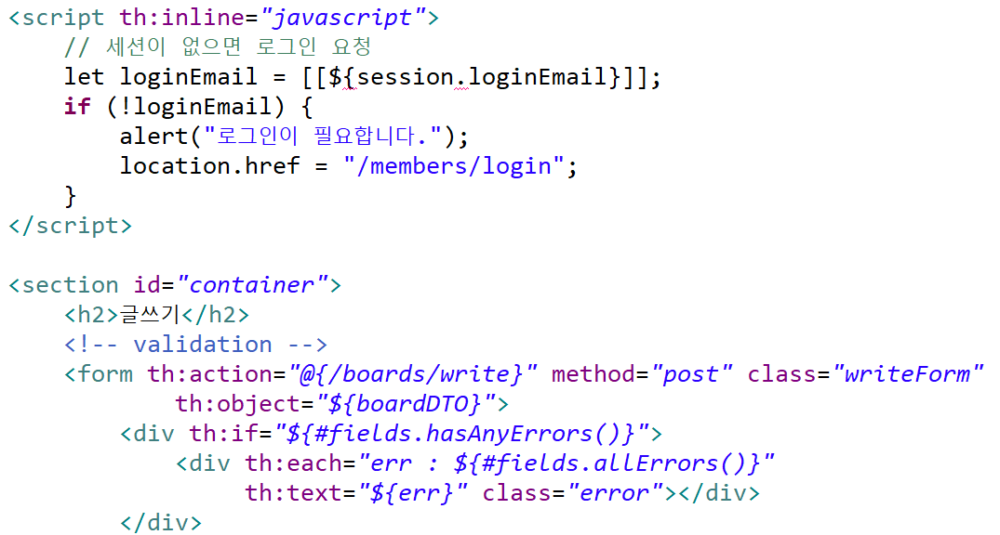 <script th:inline="javascript">
// 세션이 없으면 로그인 요청
let loginEmail = [[${session.loginEmail}]];
if (!loginEmail) {
alert("로그인이 필요합니다.");
location.href = "/members/login";
}
</script>
<section id="container">
<h2>글쓰기</h2>
<!-- validation -->
<form th:action="@{/boards/write}" method="post" class="writeForm"
th:object="${boardDTO}">
<div th:if="${#fields.hasAnyErrors()}">
<div th:each="err : ${#fields.allErrors()}"
th:text="${err}" class="error"></div>
</div>